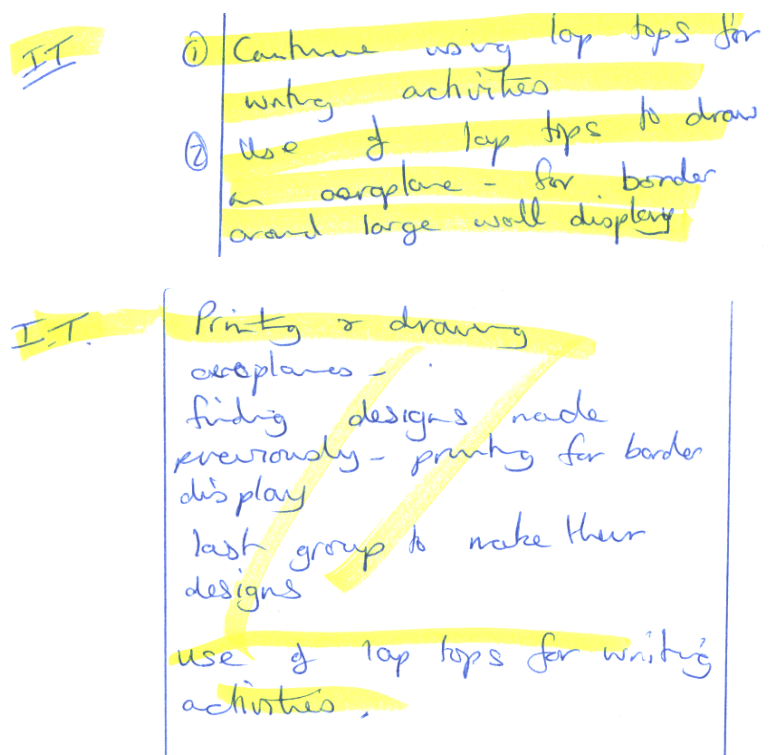 IT ① Continue using lap tops for
writing activities
② Use of lap tops to draw
an aeroplane - for border
around large wall display
I.T. Printing & drawing
aeroplanes -
finding designs made
previously - printing for border
display
last group to make their
designs
use of lap tops for writing
activities.